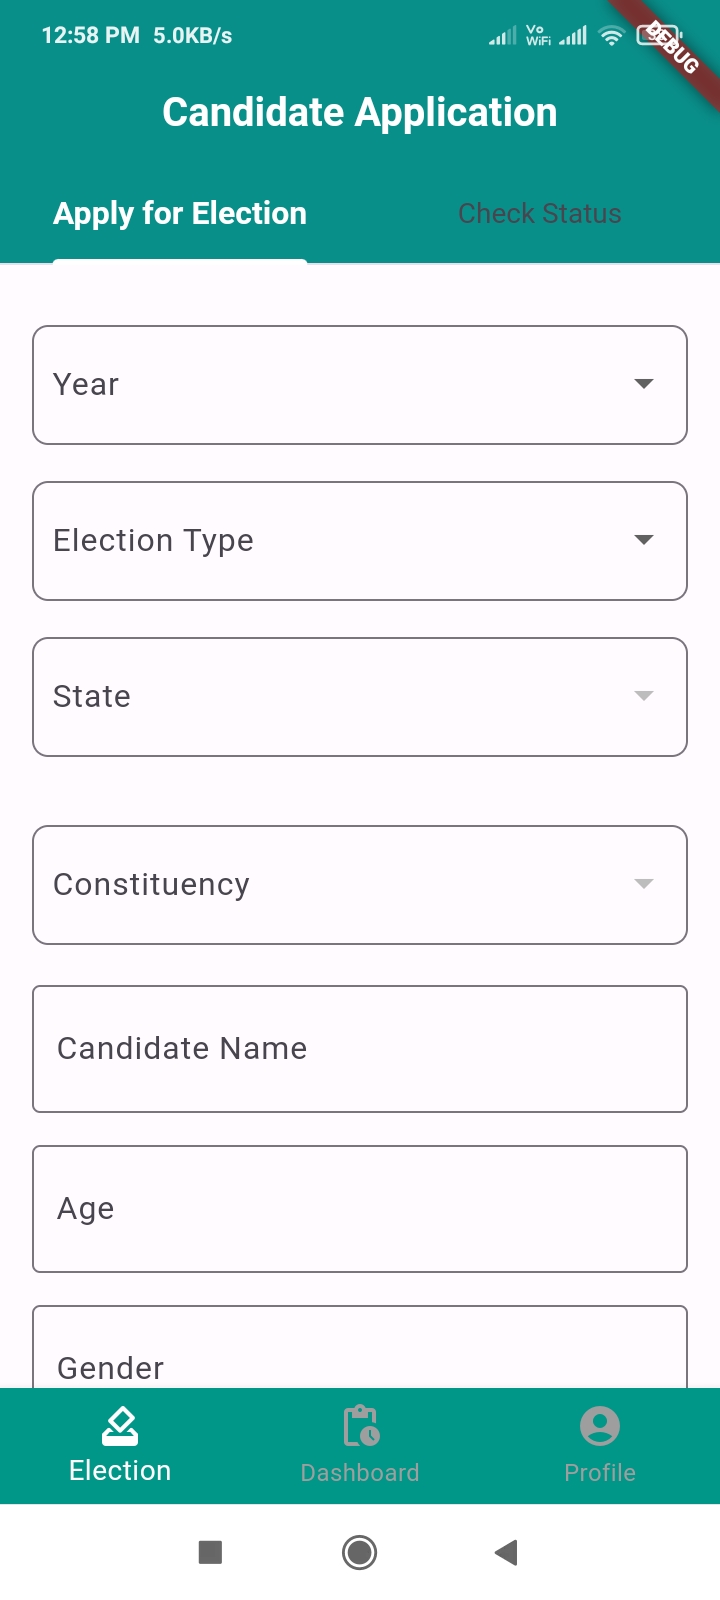 12:58 PM 5.0KB/s Vo WiFi
DEBUG
Candidate Application
Apply for Election Check Status
Year
Election Type
State
Constituency
Candidate Name
Age
Gender
Election Dashboard Profile